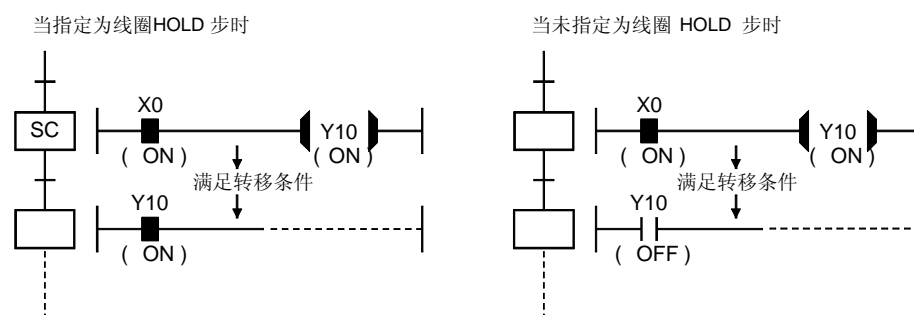 当指定为线圈HOLD 步时
X0
SC
Y10
( ON )
( ON )
满足转移条件
Y10
( ON )
当未指定为线圈 HOLD 步时
X0
Y10
( ON )
( ON )
满足转移条件
Y10
( OFF )